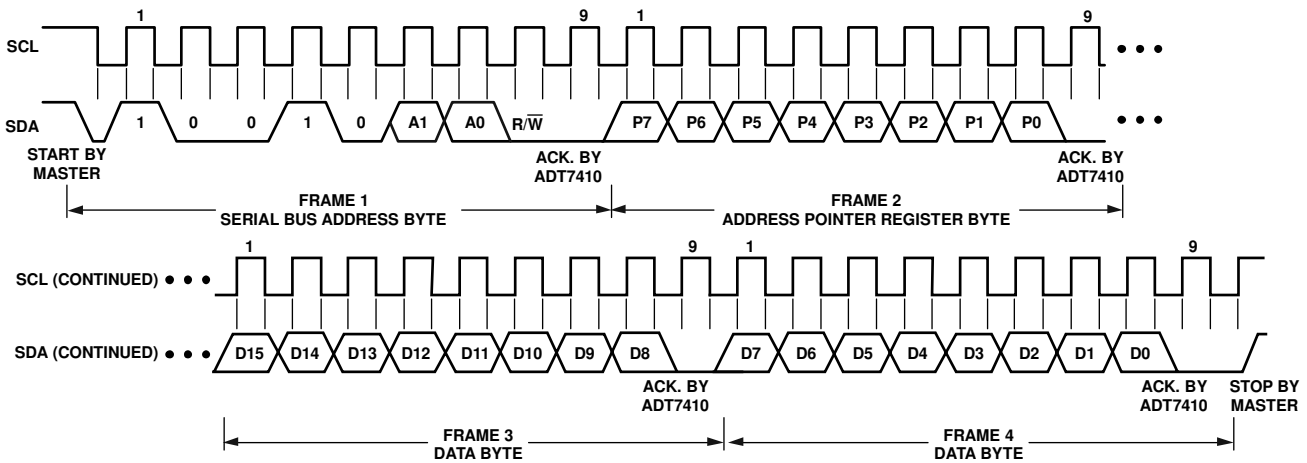 1 9 1 9
SCL
SDA
1 0 0 1 0 A1 A0 R/W̅ P7 P6 P5 P4 P3 P2 P1 P0
START BY
MASTER
ACK. BY
ADT7410
ACK. BY
ADT7410
FRAME 1
SERIAL BUS ADDRESS BYTE
FRAME 2
ADDRESS POINTER REGISTER BYTE
1 9 1 9
SCL (CONTINUED)
SDA (CONTINUED)
D15 D14 D13 D12 D11 D10 D9 D8 D7 D6 D5 D4 D3 D2 D1 D0
ACK. BY
ADT7410
ACK. BY
ADT7410
STOP BY
MASTER
FRAME 3
DATA BYTE
FRAME 4
DATA BYTE